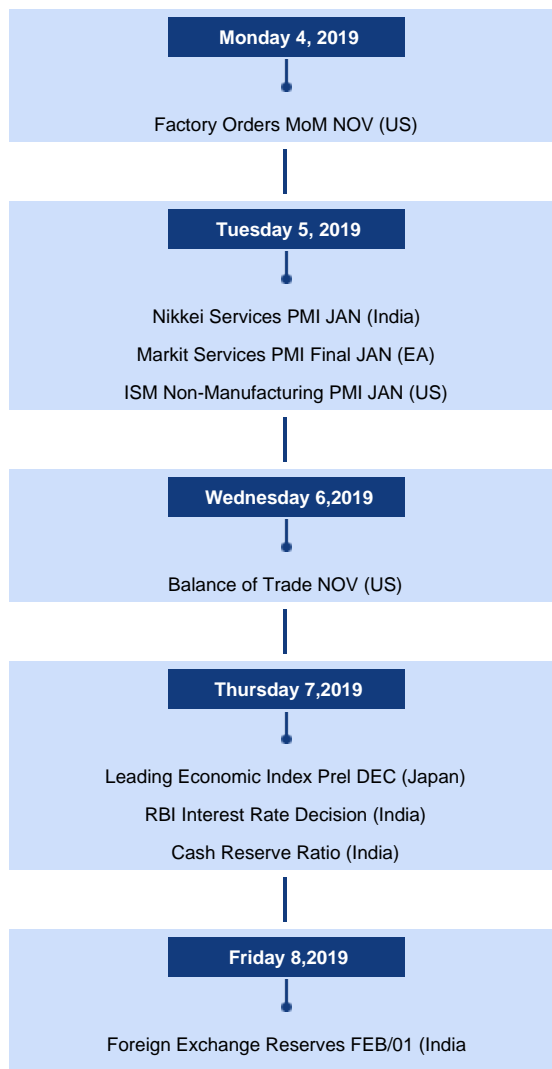 Monday 4, 2019
Factory Orders MoM NOV (US)
Tuesday 5, 2019
Nikkei Services PMI JAN (India)
Markit Services PMI Final JAN (EA)
ISM Non-Manufacturing PMI JAN (US)
Wednesday 6,2019
Balance of Trade NOV (US)
Thursday 7,2019
Leading Economic Index Prel DEC (Japan)
RBI Interest Rate Decision (India)
Cash Reserve Ratio (India)
Friday 8,2019
Foreign Exchange Reserves FEB/01 (India